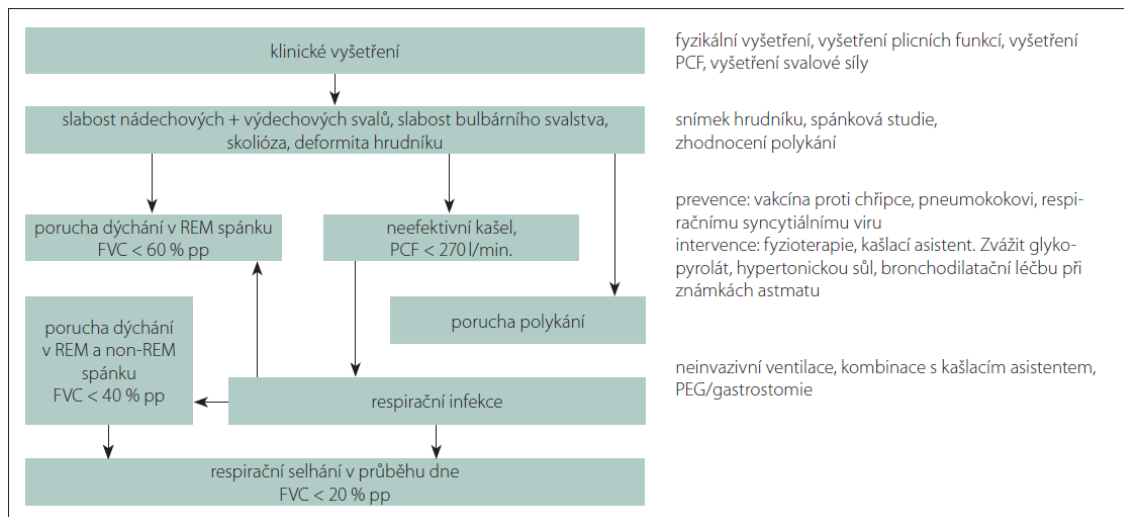 klinické vyšetření
fyzikální vyšetření, vyšetření plicních funkcí, vyšetření
PCF, vyšetření svalové síly
slabost nádechových + výdechových svalů, slabost bulbárního svalstva,
skolióza, deformita hrudníku
snímek hrudníku, spánková studie,
zhodnocení polykání
porucha dýchání v REM spánku
FVC < 60 % pp
neefektivní kašel,
PCF < 270 l/min.
prevence: vakcína proti chřipce, pneumokokovi, respi-
račnímu syncytiálnímu viru
intervence: fyzioterapie, kašlací asistent. Zvážit glyko-
pyrolát, hypertonickou sůl, bronchodilatační léčbu při
známkách astmatu
porucha polykání
porucha dýchání
v REM a non-REM
spánku
FVC < 40 % pp
respirační infekce
neinvazivní ventilace, kombinace s kašlacím asistentem,
PEG/gastrostomie
respirační selhání v průběhu dne
FVC < 20 % pp